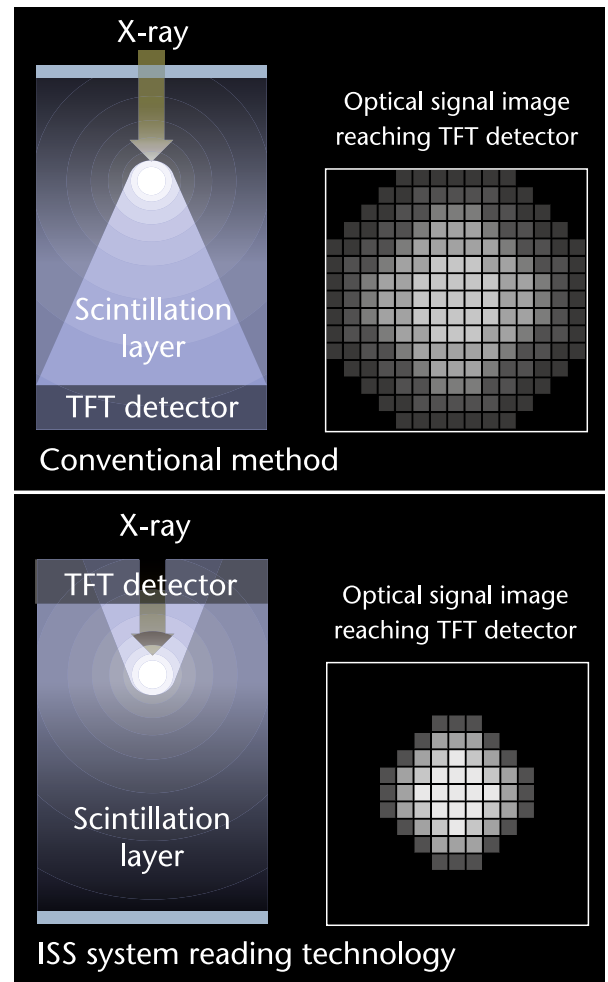 X-ray
Optical signal image
reaching TFT detector
Scintillation
layer
TFT detector
Conventional method
X-ray
TFT detector
Optical signal image
reaching TFT detector
Scintillation
layer
ISS system reading technology